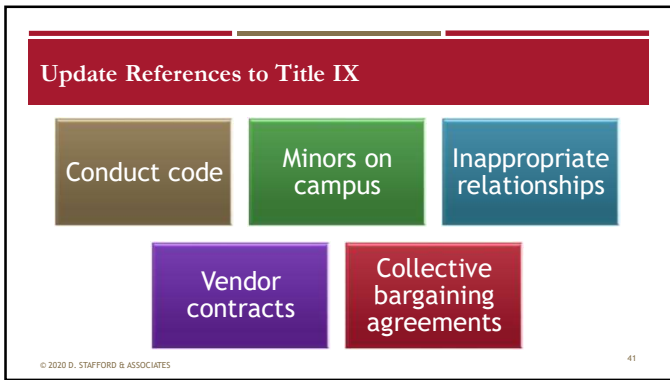 Update References to Title IX
Conduct code
Minors on
campus
Inappropriate
relationships
Vendor
contracts
Collective
bargaining
agreements
© 2020 D. STAFFORD & ASSOCIATES
41